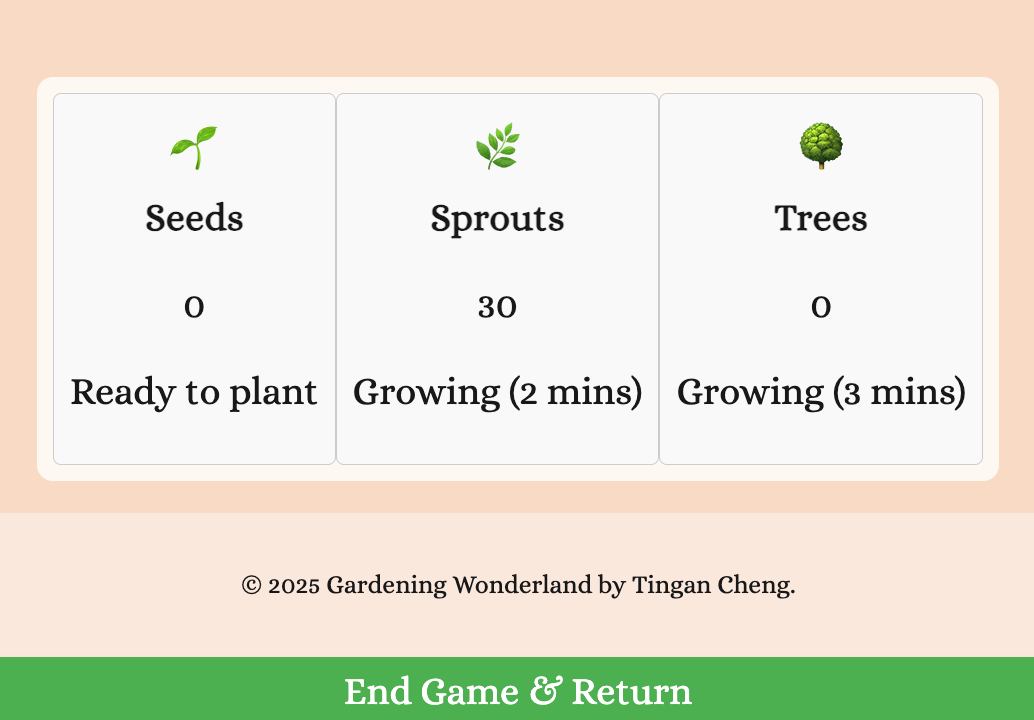 Seeds
0
Ready to plant
Sprouts
30
Growing (2 mins)
Trees
0
Growing (3 mins)
© 2025 Gardening Wonderland by Tingan Cheng.
End Game & Return